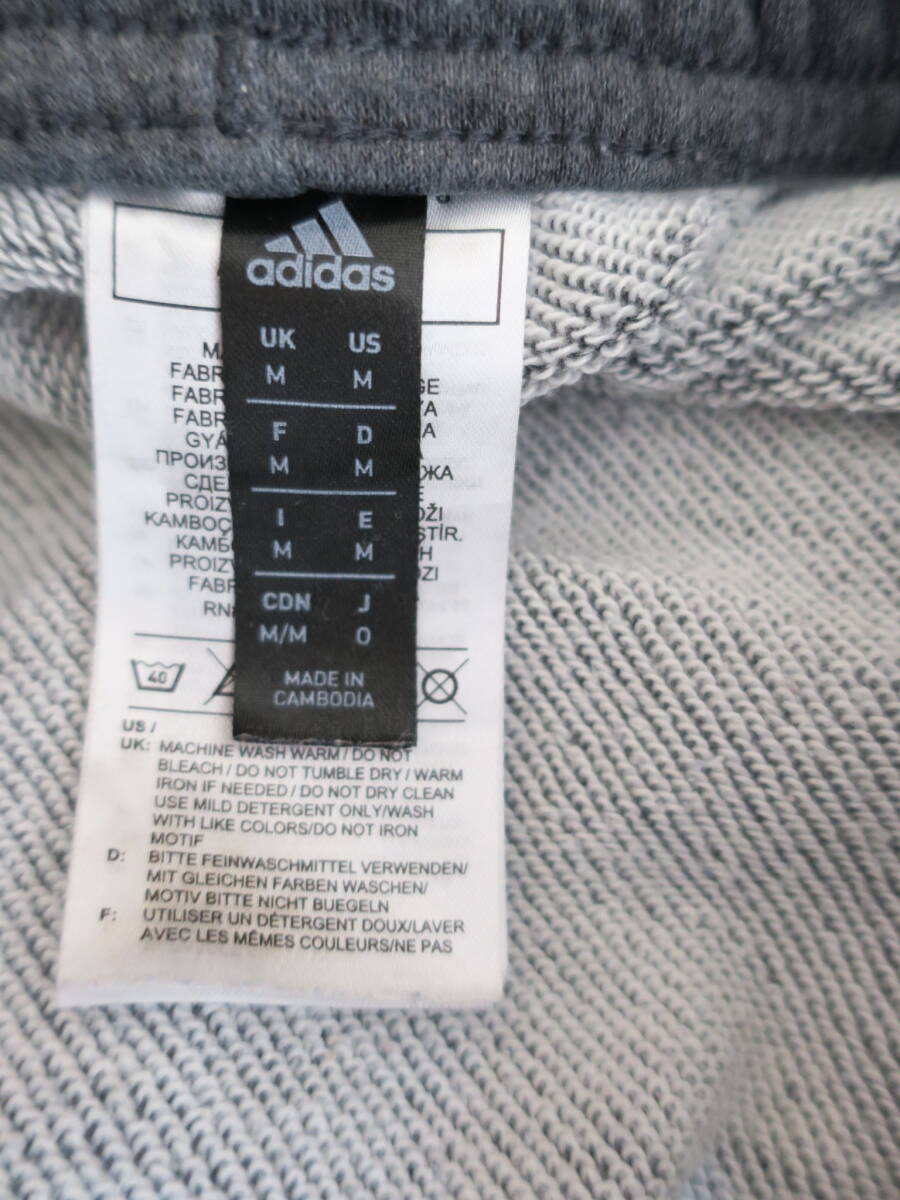 adidas
UK US
M M
F D
M M
I E
M M
CDN J
M/M O
MADE IN
CAMBODIA
40
US /
UK: MACHINE WASH WARM / DO NOT
BLEACH / DO NOT TUMBLE DRY / WARM
IRON IF NEEDED / DO NOT DRY CLEAN
USE MILD DETERGENT ONLY/WASH
WITH LIKE COLORS/DO NOT IRON
MOTIF
D: BITTE FEINWASCHMITTEL VERWENDEN/
MIT GLEICHEN FARBEN WASCHEN/
MOTIV BITTE NICHT BUEGELN
F: UTILISER UN DÉTERGENT DOUX/LAVER
AVEC LES MÊMES COULEURS/NE PAS